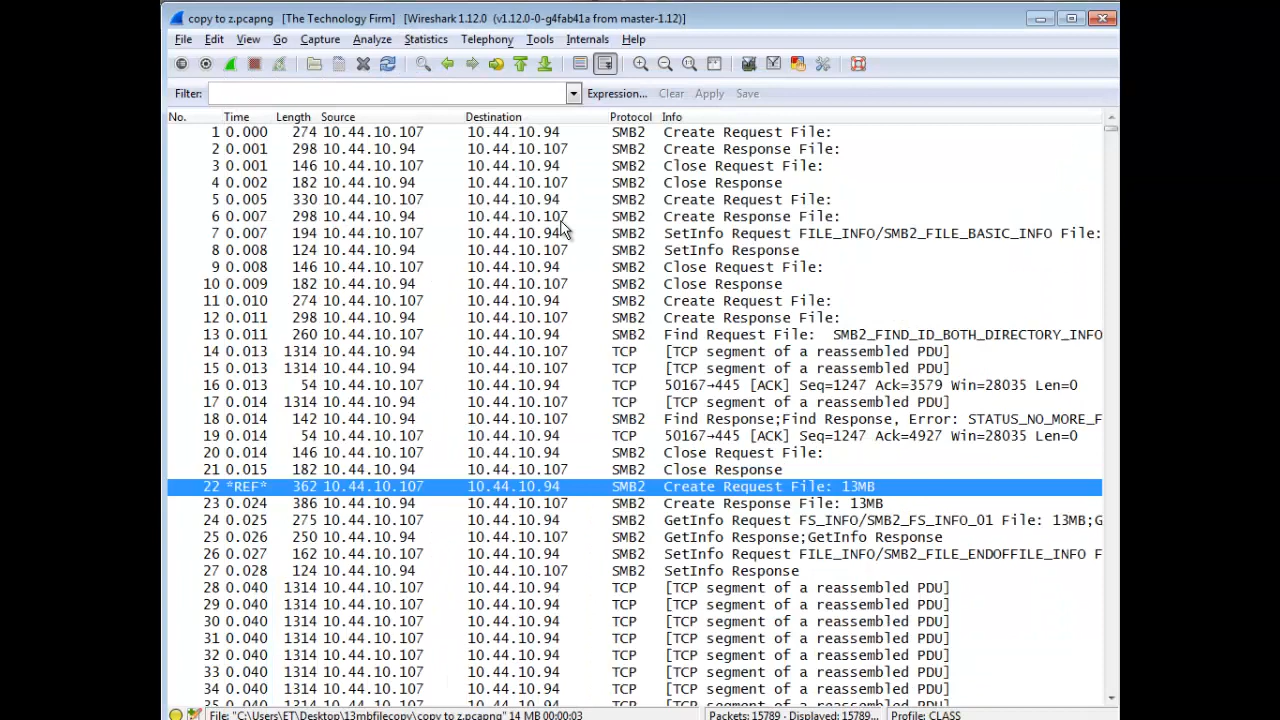 copy to z.pcapng [The Technology Firm] [Wireshark 1.12.0 (v1.12.0-0-g4fab41a from master-1.12)]
File Edit View Go Capture Analyze Statistics Telephony Tools Internals Help
Filter: Expression... Clear Apply Save
No. Time Length Source Destination Protocol Info
1 0.000 274 10.44.10.107 10.44.10.94 SMB2 Create Request File:
2 0.001 298 10.44.10.94 10.44.10.107 SMB2 Create Response File:
3 0.001 146 10.44.10.107 10.44.10.94 SMB2 Close Request File:
4 0.002 182 10.44.10.94 10.44.10.107 SMB2 Close Response
5 0.005 330 10.44.10.107 10.44.10.94 SMB2 Create Request File:
6 0.007 298 10.44.10.94 10.44.10.107 SMB2 Create Response File:
7 0.007 194 10.44.10.107 10.44.10.94 SMB2 SetInfo Request FILE_INFO/SMB2_FILE_BASIC_INFO File:
8 0.008 124 10.44.10.94 10.44.10.107 SMB2 SetInfo Response
9 0.008 146 10.44.10.107 10.44.10.94 SMB2 Close Request File:
10 0.009 182 10.44.10.94 10.44.10.107 SMB2 Close Response
11 0.010 274 10.44.10.107 10.44.10.94 SMB2 Create Request File:
12 0.011 298 10.44.10.94 10.44.10.107 SMB2 Create Response File:
13 0.011 260 10.44.10.107 10.44.10.94 SMB2 Find Request File: SMB2_FIND_ID_BOTH_DIRECTORY_INFO
14 0.013 1314 10.44.10.94 10.44.10.107 TCP [TCP segment of a reassembled PDU]
15 0.013 1314 10.44.10.94 10.44.10.107 TCP [TCP segment of a reassembled PDU]
16 0.013 54 10.44.10.107 10.44.10.94 TCP 50167→445 [ACK] Seq=1247 Ack=3579 Win=28035 Len=0
17 0.014 1314 10.44.10.94 10.44.10.107 TCP [TCP segment of a reassembled PDU]
18 0.014 142 10.44.10.94 10.44.10.107 SMB2 Find Response;Find Response, Error: STATUS_NO_MORE_F
19 0.014 54 10.44.10.107 10.44.10.94 TCP 50167→445 [ACK] Seq=1247 Ack=4927 Win=28035 Len=0
20 0.014 146 10.44.10.107 10.44.10.94 SMB2 Close Request File:
21 0.015 182 10.44.10.94 10.44.10.107 SMB2 Close Response
22 *REF* 362 10.44.10.107 10.44.10.94 SMB2 Create Request File: 13MB
23 0.024 386 10.44.10.94 10.44.10.107 SMB2 Create Response File: 13MB
24 0.025 275 10.44.10.107 10.44.10.94 SMB2 GetInfo Request FS_INFO/SMB2_FS_INFO_01 File: 13MB;G
25 0.026 250 10.44.10.94 10.44.10.107 SMB2 GetInfo Response;GetInfo Response
26 0.027 162 10.44.10.107 10.44.10.94 SMB2 SetInfo Request FILE_INFO/SMB2_FILE_ENDOFFILE_INFO F
27 0.028 124 10.44.10.94 10.44.10.107 SMB2 SetInfo Response
28 0.040 1314 10.44.10.107 10.44.10.94 TCP [TCP segment of a reassembled PDU]
29 0.040 1314 10.44.10.107 10.44.10.94 TCP [TCP segment of a reassembled PDU]
30 0.040 1314 10.44.10.107 10.44.10.94 TCP [TCP segment of a reassembled PDU]
31 0.040 1314 10.44.10.107 10.44.10.94 TCP [TCP segment of a reassembled PDU]
32 0.040 1314 10.44.10.107 10.44.10.94 TCP [TCP segment of a reassembled PDU]
33 0.040 1314 10.44.10.107 10.44.10.94 TCP [TCP segment of a reassembled PDU]
34 0.040 1314 10.44.10.107 10.44.10.94 TCP [TCP segment of a reassembled PDU]
File: "C:\Users\ET\Desktop\13mbfilecopy\copy to z.pcapng" 14 MB 00:00:03 Packets: 15789 · Displayed: 15789... Profile: CLASS